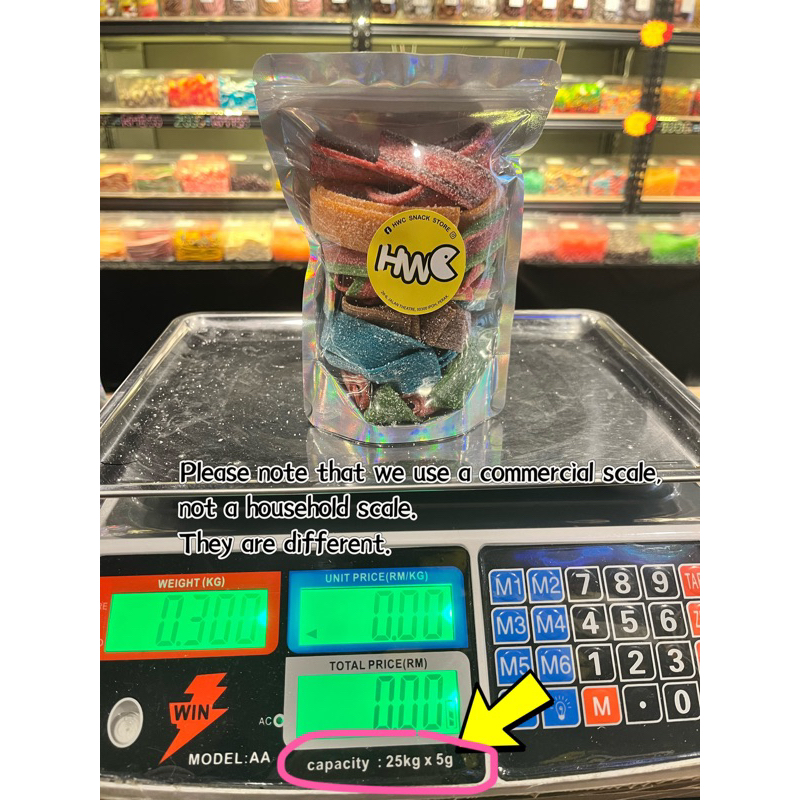 HWC SNACK STORE
HWC
Please note that we use a commercial scale,
not a household scale.
They are different.
WEIGHT (KG)
UNIT PRICE(RM/KG)
0.300
0.00
TOTAL PRICE(RM)
0.00
WIN
AC
MODEL:AA
capacity : 25kg x 5g
M1 M2 7 8 9
M3 M4 4 5 6
M5 M6 1 2 3
M . 0